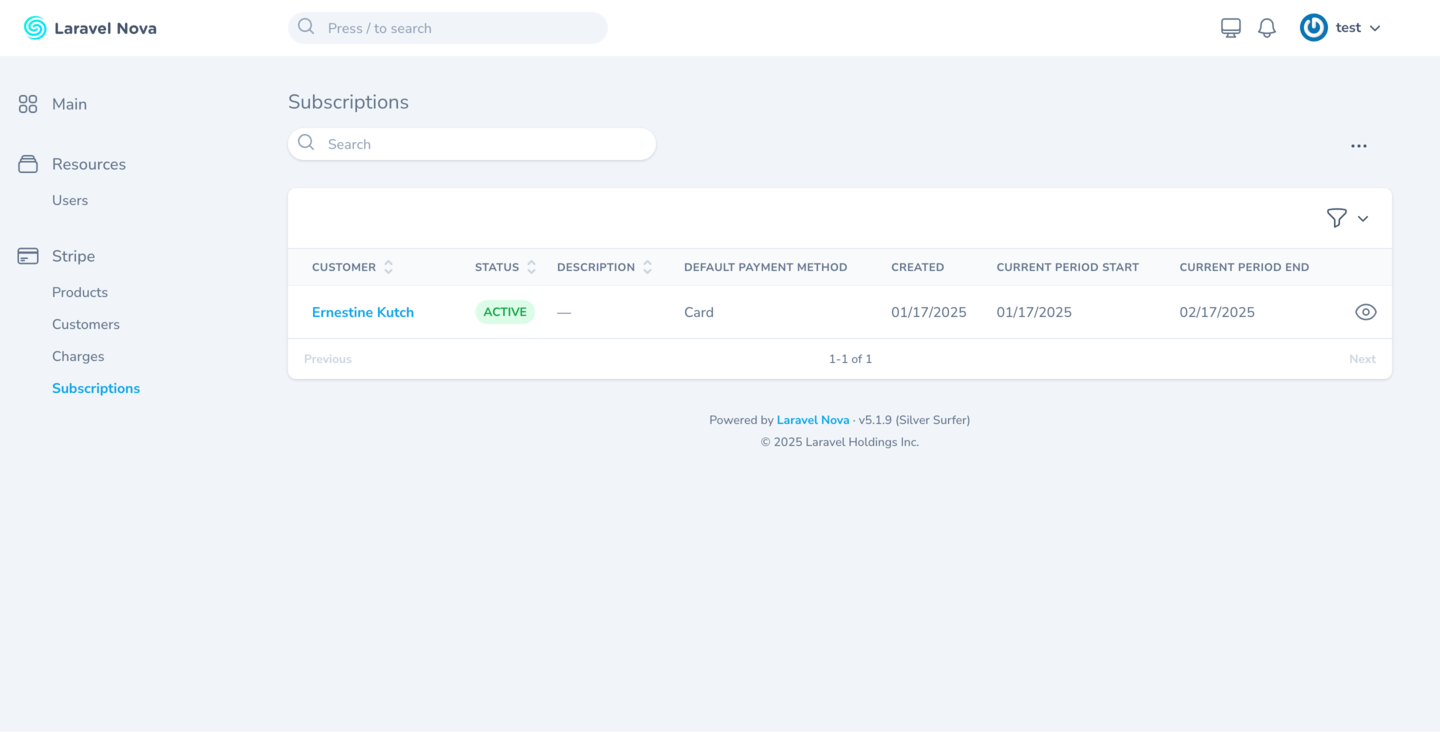 Laravel Nova
Press / to search
test
Main
Resources
Users
Stripe
Products
Customers
Charges
Subscriptions
Subscriptions
Search
CUSTOMER STATUS DESCRIPTION DEFAULT PAYMENT METHOD CREATED CURRENT PERIOD START CURRENT PERIOD END
Ernestine Kutch ACTIVE — Card 01/17/2025 01/17/2025 02/17/2025
Previous 1-1 of 1 Next
Powered by Laravel Nova · v5.1.9 (Silver Surfer)
© 2025 Laravel Holdings Inc.